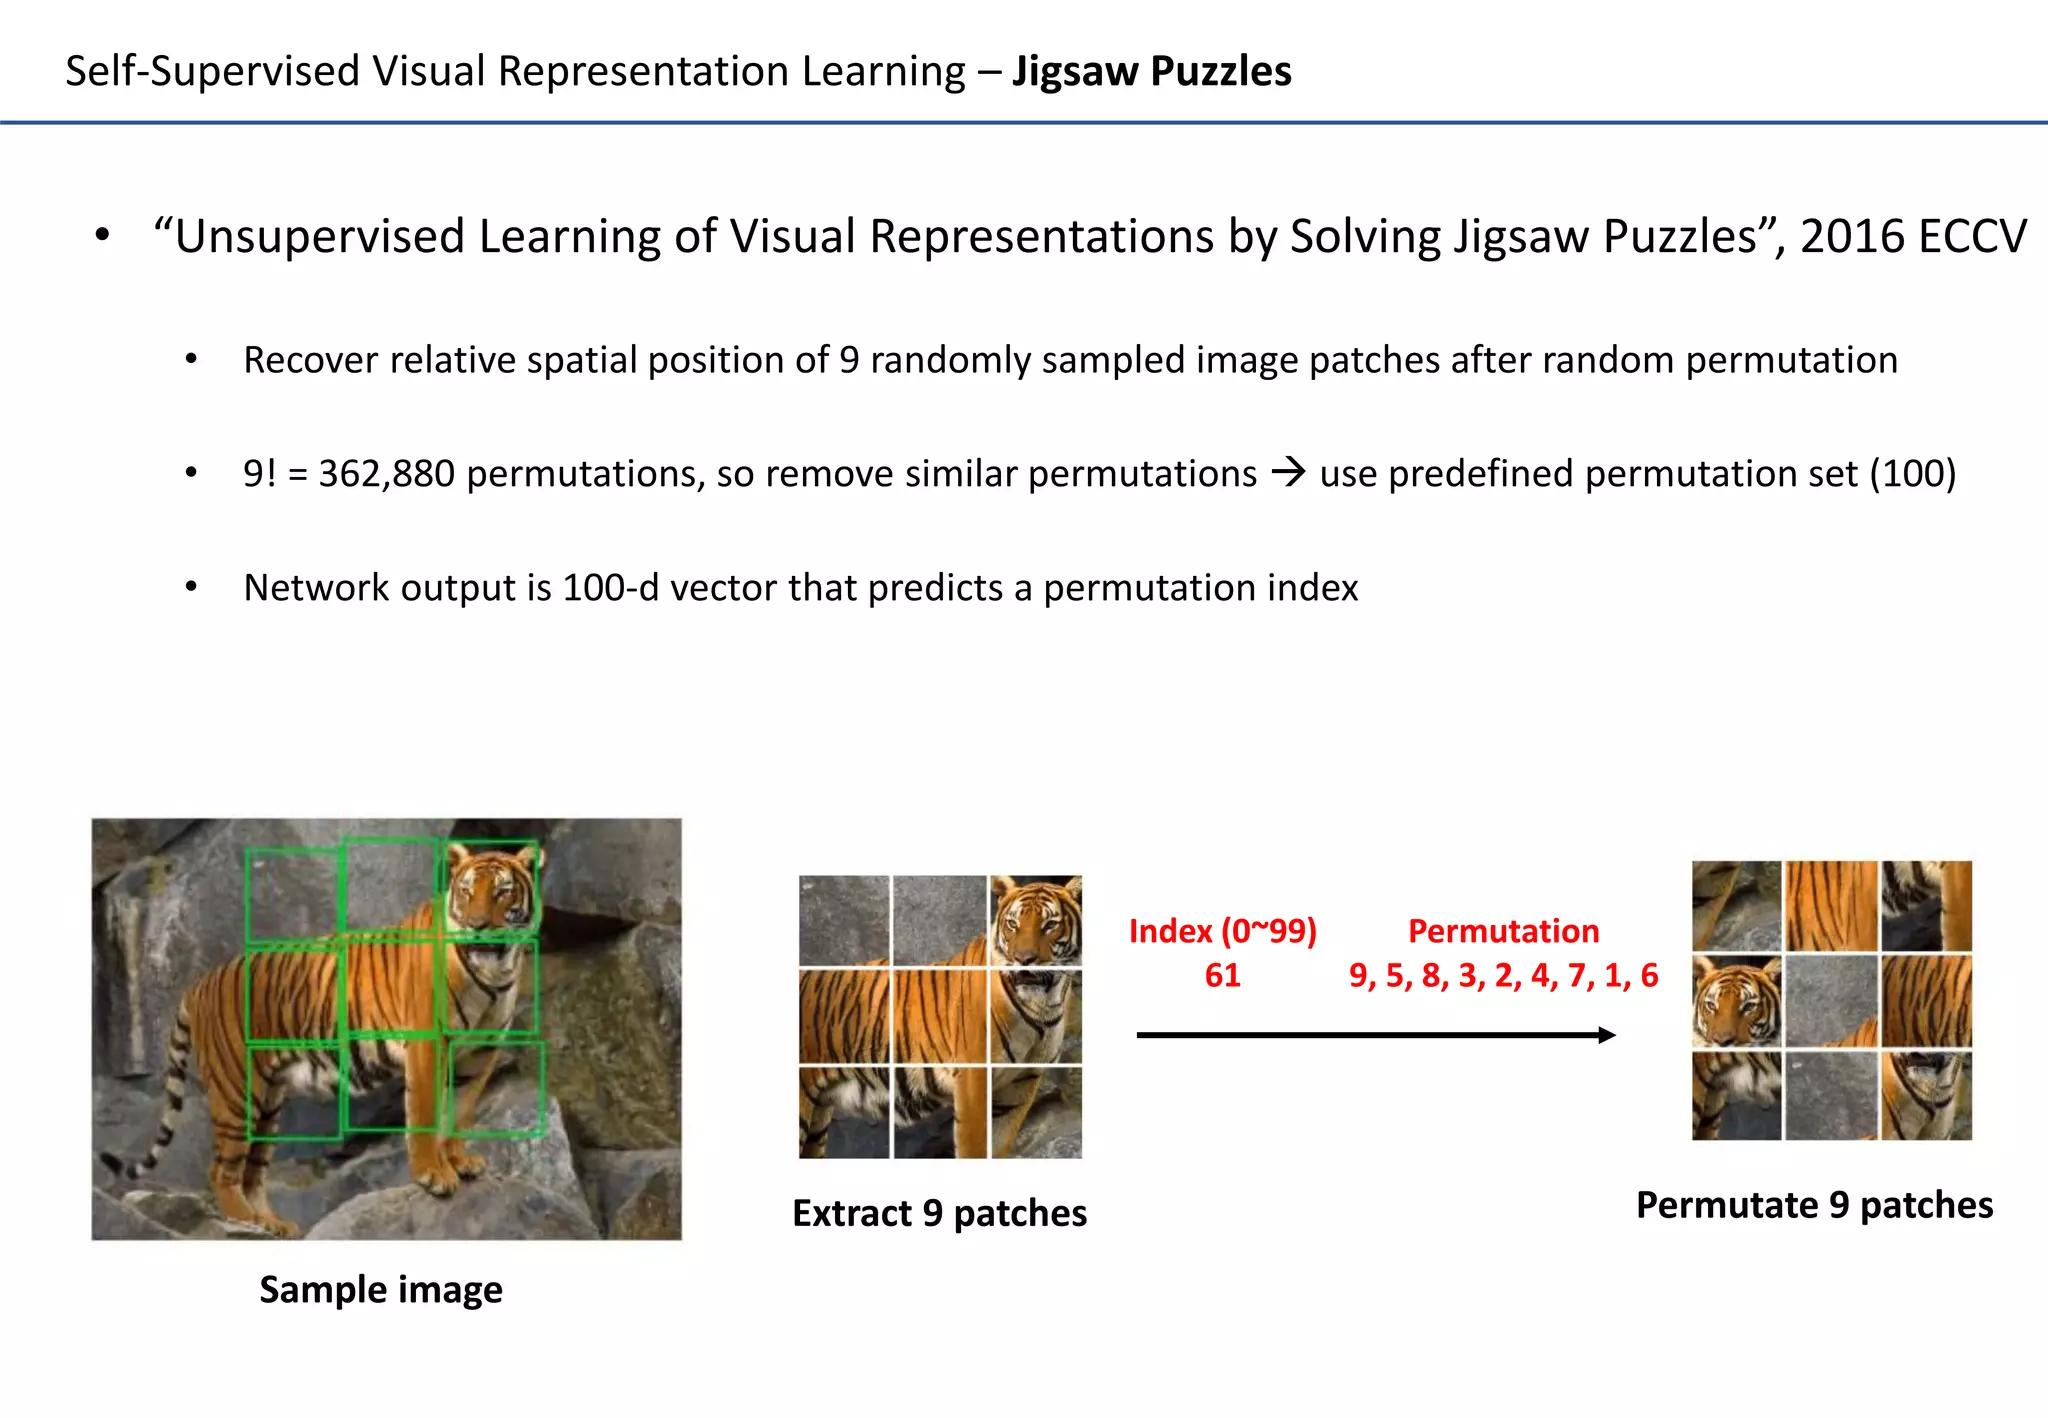 Self-Supervised Visual Representation Learning – Jigsaw Puzzles
• “Unsupervised Learning of Visual Representations by Solving Jigsaw Puzzles”, 2016 ECCV
• Recover relative spatial position of 9 randomly sampled image patches after random permutation
• 9! = 362,880 permutations, so remove similar permutations → use predefined permutation set (100)
• Network output is 100-d vector that predicts a permutation index
Index (0~99) Permutation
61 9, 5, 8, 3, 2, 4, 7, 1, 6
Sample image
Extract 9 patches
Permutate 9 patches